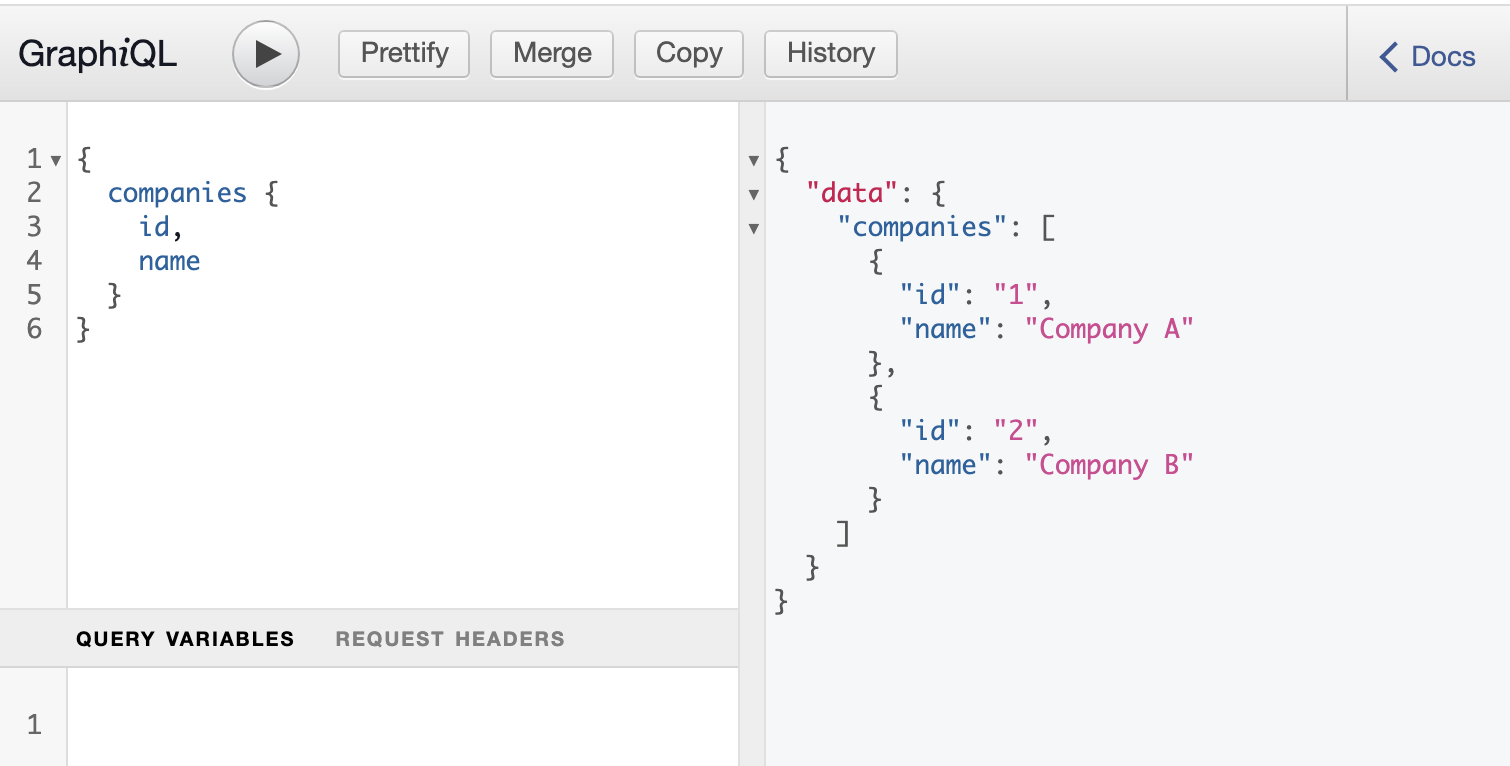 GraphiQL Prettify Merge Copy History Docs
1 {
2 companies {
3 id,
4 name
5 }
6 }
QUERY VARIABLES REQUEST HEADERS
1
{
"data": {
"companies": [
{
"id": "1",
"name": "Company A"
},
{
"id": "2",
"name": "Company B"
}
]
}
}